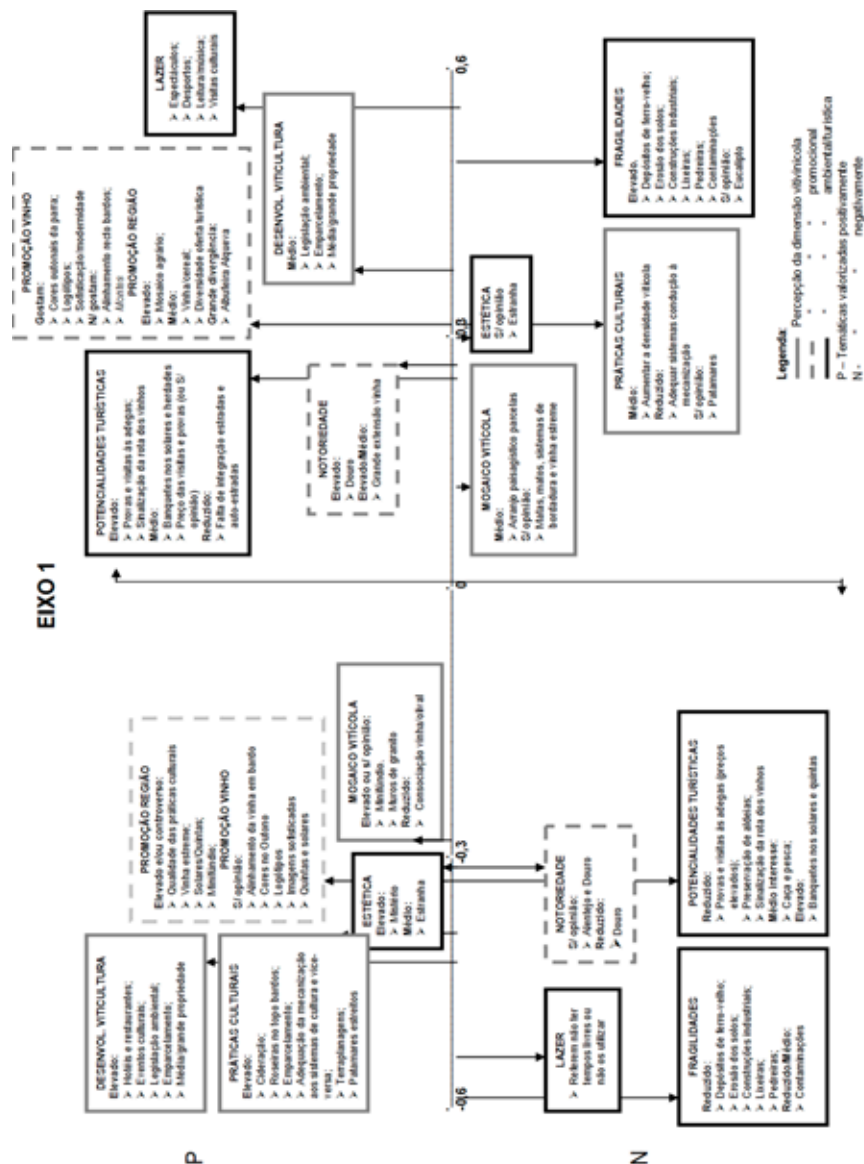 EIXO 1
P
N
DESENVOL. VITICULTURA
Elevado:
➢ Hotéis e restaurantes;
➢ Eventos culturais;
➢ Legislação ambiental;
➢ Emparcelamento;
➢ Média/grande propriedade
PRÁTICAS CULTURAIS
Elevado:
➢ Cideração;
➢ Roseiras no topo bardos;
➢ Emparcelamento;
➢ Adequação da mecanização
aos sistemas de cultura e vice-
versa;
➢ Terraplanagens;
➢ Patamares estreitos
PROMOÇÃO REGIÃO
Elevado e/ou controverso:
➢ Qualidade das práticas culturais
➢ Vinha estreme;
➢ Solares/Quintas;
➢ Minifúndio;
PROMOÇÃO VINHO
S/ opinião:
➢ Alinhamento da vinha em bardo
➢ Cores no Outono
➢ Logótipos
➢ Imagens sofisticadas
➢ Quintas e solares
ESTÉTICA
Elevado:
➢ Mistério
Médio:
➢ Estranha
MOSAICO VITÍCOLA
Elevado ou s/ opinião:
➢ Minifúndio.
➢ Muros de granito
Reduzido:
➢ Consociação vinha/olival
POTENCIALIDADES TURÍSTICAS
Elevado:
➢ Provas e visitas às adegas;
➢ Sinalização da rota dos vinhos
Médio:
➢ Banquetes nos solares e herdades
➢ Preço das visitas e provas (ou S/
opinião)
Reduzido:
➢ Falta de integração estradas e
auto-estradas
NOTORIEDADE
Elevado:
➢ Douro
Elevado/Médio:
➢ Grande extensão vinha
PROMOÇÃO VINHO
Gostam:
➢ Cores outonais da parra;
➢ Logótipos;
➢ Sofisticação/modernidade
N/ gostam:
➢ Alinhamento recto bardos;
➢ Montes
PROMOÇÃO REGIÃO
Elevado:
➢ Mosaico agrário;
Médio:
➢ Vinha/cereal;
➢ Diversidade oferta turística
Grande divergência:
➢ Albufeira Alqueva
DESENVOL. VITICULTURA
Médio:
➢ Legislação ambiental;
➢ Emparcelamento;
➢ Média/grande propriedade
LAZER
➢ Espectáculos;
➢ Desportos;
➢ Leitura/música;
➢ Visitas culturais
-0,6
-0,3
0
0,3
0,6
LAZER
➢ Referem não ter
tempos livres ou
não os utilizar
FRAGILIDADES
Reduzido:
➢ Depósitos de ferro-velho;
➢ Erosão dos solos;
➢ Construções industriais;
➢ Lixeiras;
➢ Pedreiras;
Reduzido/Médio:
➢ Contaminações
NOTORIEDADE
S/ opinião:
➢ Alentejo e Douro
Reduzido:
➢ Douro
POTENCIALIDADES TURÍSTICAS
Reduzido:
➢ Provas e visitas às adegas (preços
elevados);
➢ Preservação de aldeias;
➢ Sinalização da rota dos vinhos
Médio interesse:
➢ Caça e pesca;
Elevado:
➢ Banquetes nos solares e quintas
MOSAICO VITÍCOLA
Médio:
➢ Arranjo paisagístico parcelas
S/ opinião:
➢ Matas, matos, sistemas de
bordadura e vinha estreme
ESTÉTICA
S/ opinião
➢ Estranha
PRÁTICAS CULTURAIS
Médio:
➢ Aumentar a densidade vitícola
Reduzido:
➢ Adequar sistemas condução à
mecanização
S/ opinião:
➢ Patamares
FRAGILIDADES
Elevado.
➢ Depósitos de ferro-velho;
➢ Erosão dos solos;
➢ Construções industriais;
➢ Lixeiras;
➢ Pedreiras;
➢ Contaminações
S/ opinião:
➢ Eucalipto
Legenda:
Percepção da dimensão vitivinícola
" " " promocional
" " " ambiental/turística
P – Temáticas valorizadas positivamente
N - " " negativamente